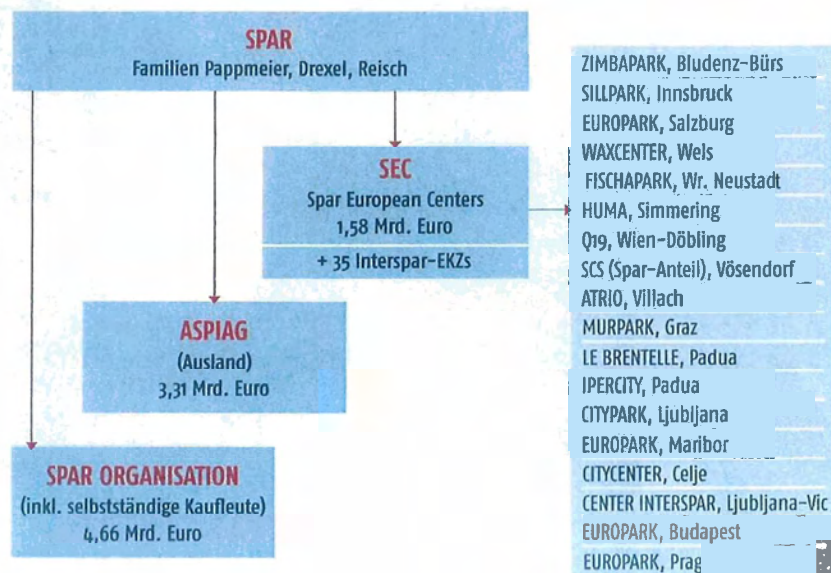 SPAR
Familien Pappmeier, Drexel, Reisch
SEC
Spar European Centers
1,58 Mrd. Euro
+ 35 Interspar-EKZs
ASPIAG
(Ausland)
3,31 Mrd. Euro
SPAR ORGANISATION
(inkl. selbstständige Kaufleute)
4,66 Mrd. Euro
ZIMBAPARK, Bludenz-Bürs
SILLPARK, Innsbruck
EUROPARK, Salzburg
WAXCENTER, Wels
FISCHAPARK, Wr. Neustadt
HUMA, Simmering
Q19, Wien-Döbling
SCS (Spar-Anteil), Vösendorf
ATRIO, Villach
MURPARK, Graz
LE BRENTELLE, Padua
IPERCITY, Padua
CITYPARK, Ljubljana
EUROPARK, Maribor
CITYCENTER, Celje
CENTER INTERSPAR, Ljubljana-Vic
EUROPARK, Budapest
EUROPARK, Prag